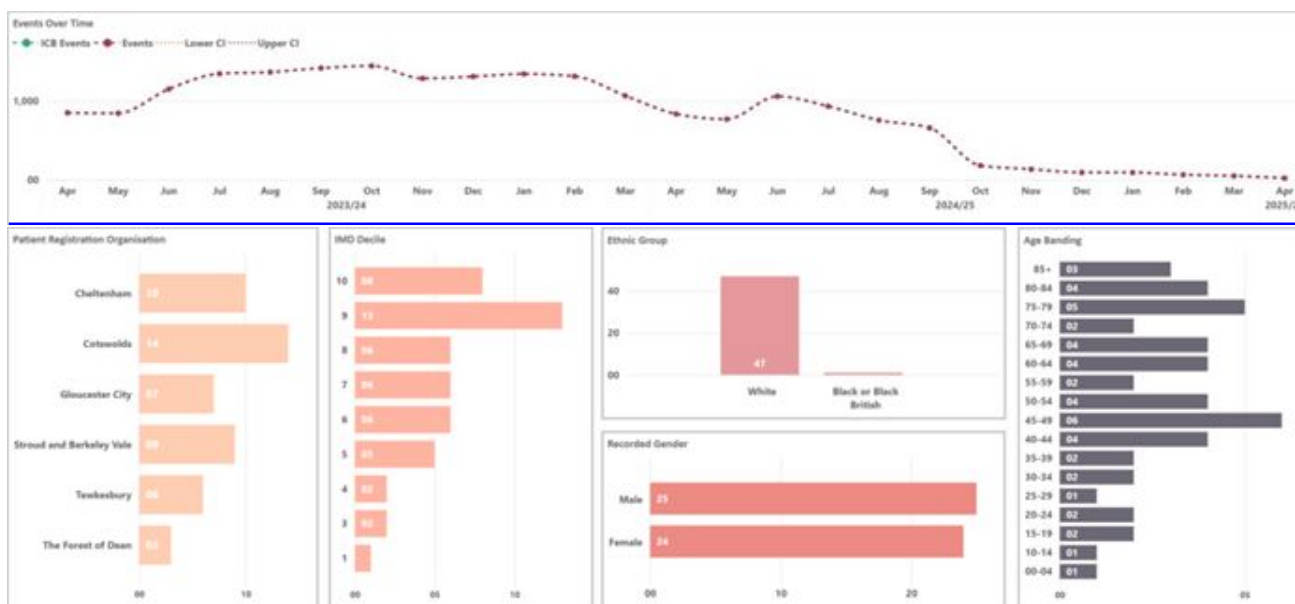 Events Over Time
ICB Events Events Lower CI Upper CI
1,000
00
Apr May Jun Jul Aug Sep Oct Nov Dec Jan Feb Mar Apr May Jun Jul Aug Sep Oct Nov Dec Jan Feb Mar Apr
2023/24 2024/25 2025/2
Patient Registration Organisation
Cheltenham 10
Cotswolds 14
Gloucester City 07
Stroud and Berkeley Vale 09
Tewkesbury 06
The Forest of Dean 03
00 10
IMD Decile
10 08
9 13
8 06
7 06
6 06
5 05
4 02
3 02
1
00 05 10
Ethnic Group
40
20
00
47
White Black or Black
British
Recorded Gender
Male 25
Female 24
00 10 20
Age Banding
85+ 03
80-84 04
75-79 05
70-74 02
65-69 04
60-64 04
55-59 02
50-54 04
45-49 06
40-44 04
35-39 02
30-34 02
25-29 01
20-24 02
15-19 02
10-14 01
00-04 01
00 05